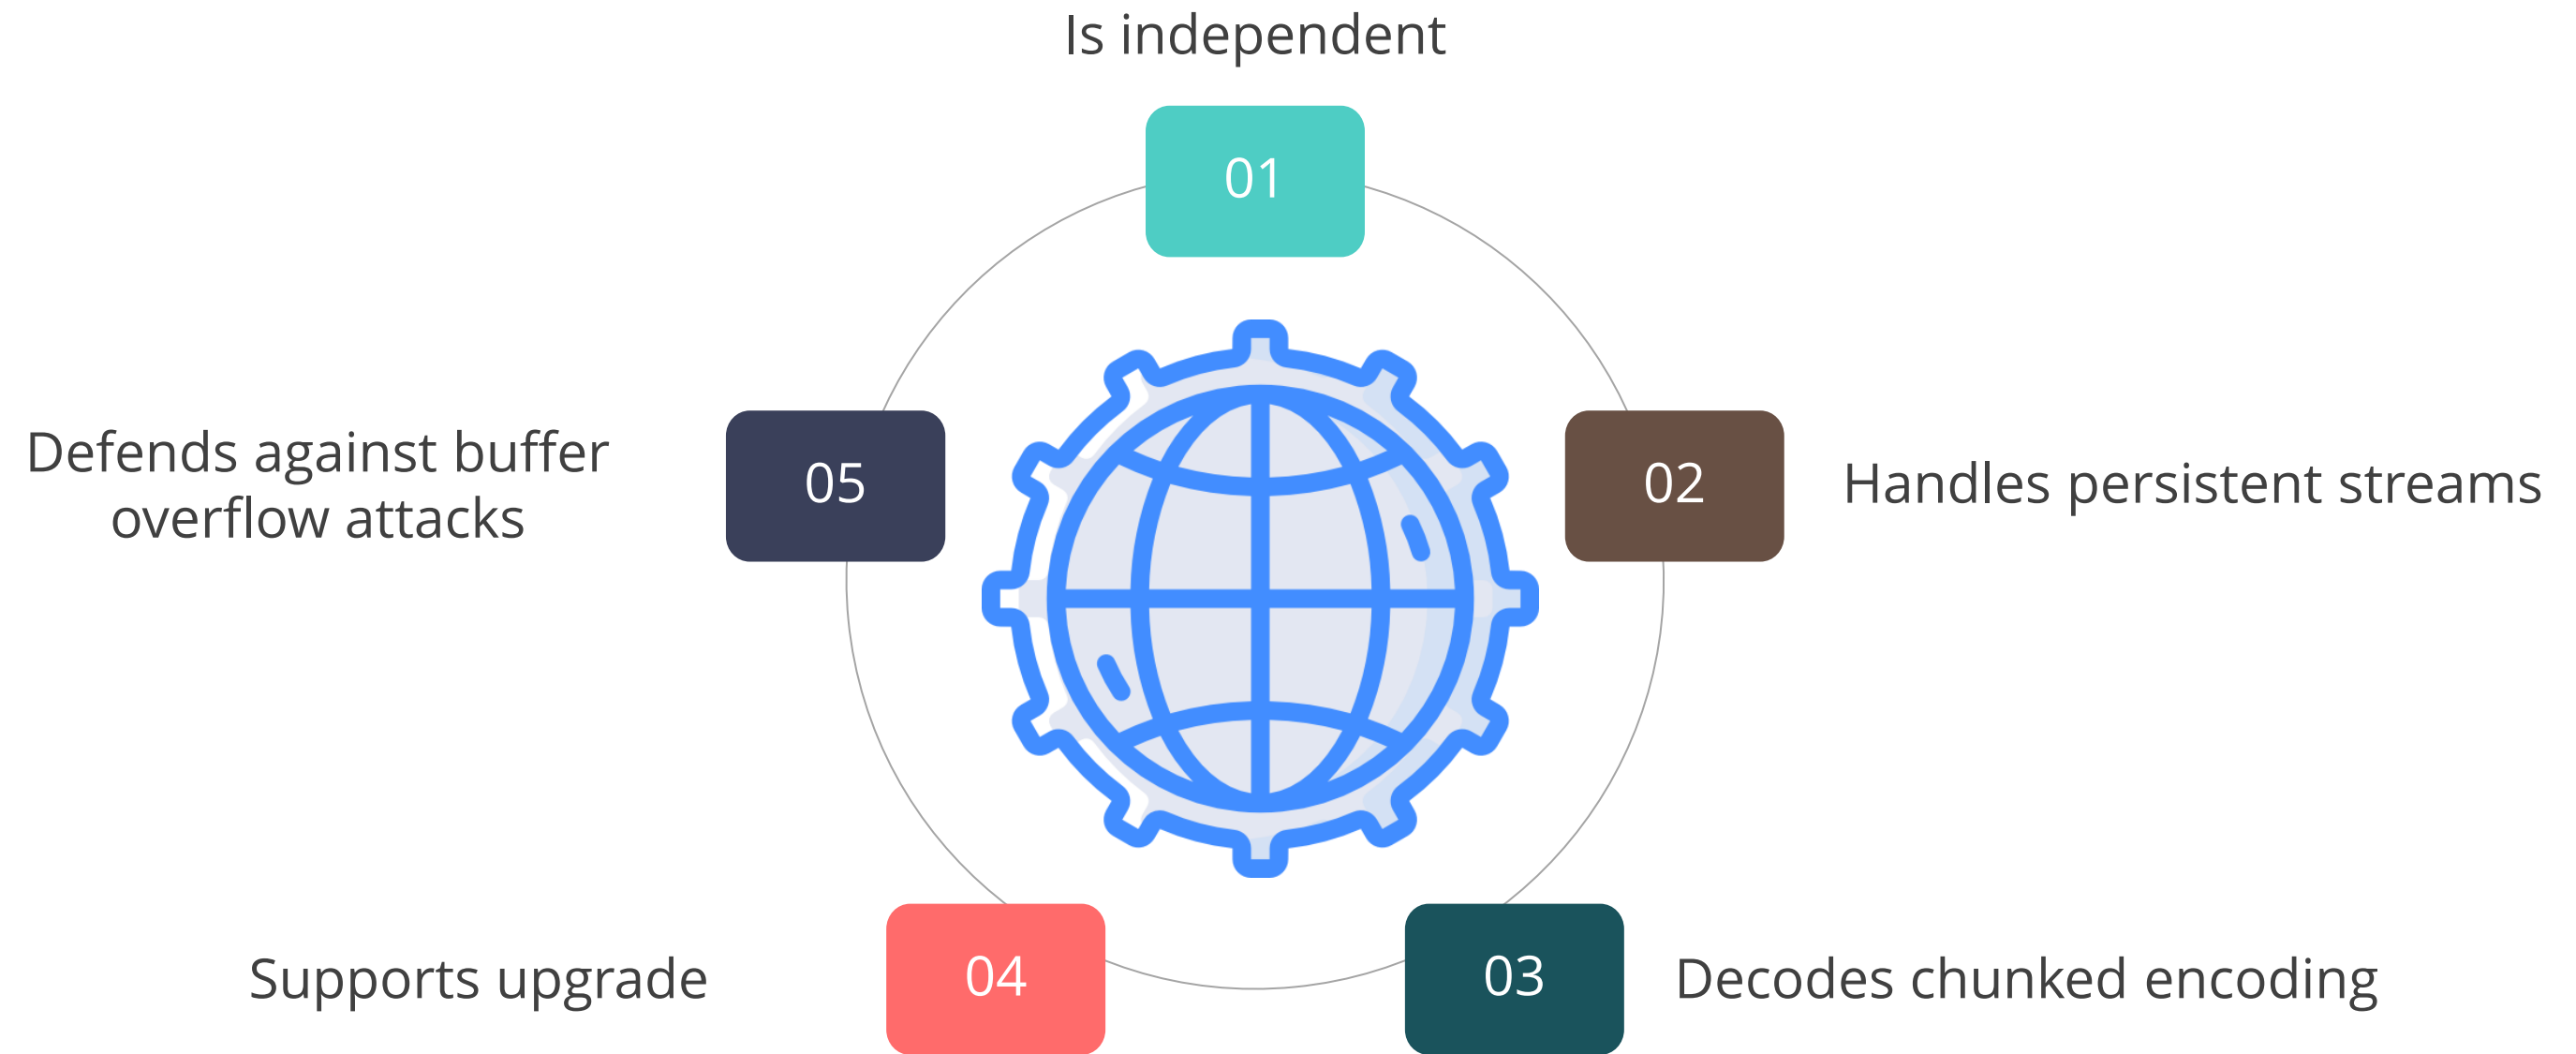 Is independent
01
02
Handles persistent streams
03
Decodes chunked encoding
04
Supports upgrade
05
Defends against buffer
overflow attacks